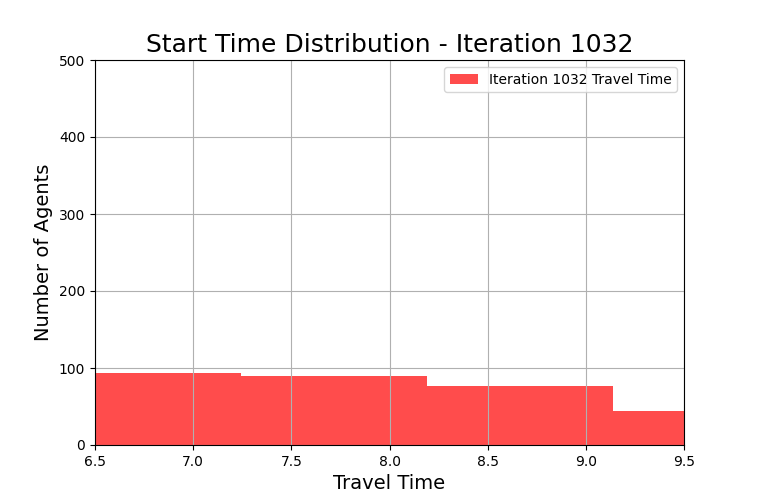 Start Time Distribution - Iteration 1032
Iteration 1032 Travel Time
Number of Agents
500
400
300
200
100
0
6.5 7.0 7.5 8.0 8.5 9.0 9.5
Travel Time